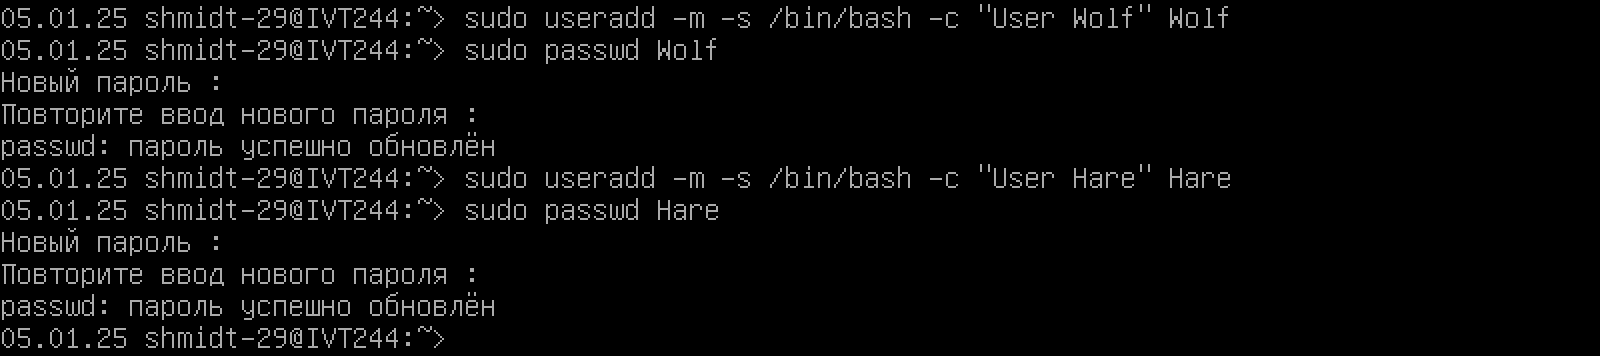 05.01.25 shmidt-29@IVT244:~> sudo useradd -m -s /bin/bash -c "User Wolf" Wolf
05.01.25 shmidt-29@IVT244:~> sudo passwd Wolf
Новый пароль :
Повторите ввод нового пароля :
passwd: пароль успешно обновлён
05.01.25 shmidt-29@IVT244:~> sudo useradd -m -s /bin/bash -c "User Hare" Hare
05.01.25 shmidt-29@IVT244:~> sudo passwd Hare
Новый пароль :
Повторите ввод нового пароля :
passwd: пароль успешно обновлён
05.01.25 shmidt-29@IVT244:~>